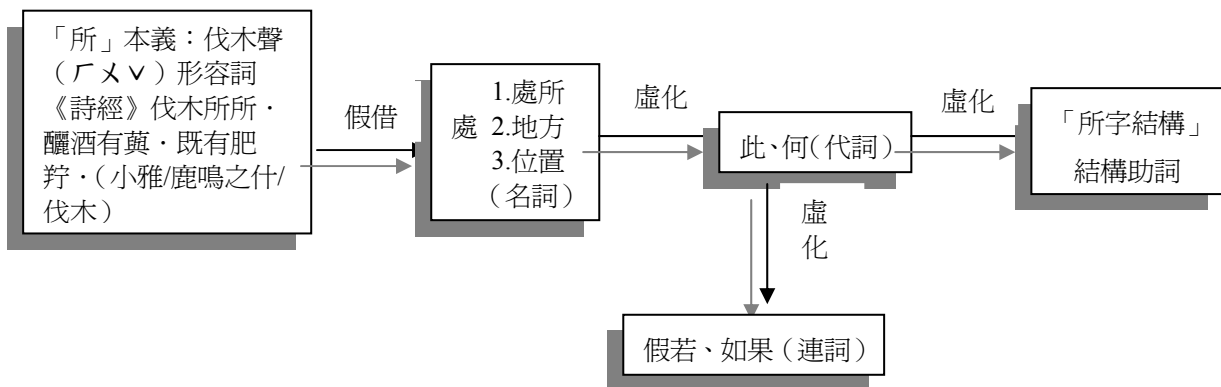 「所」本義：伐木聲
（ㄏㄨˇ）形容詞
《詩經》伐木所所．
釃酒有藇．既有肥
羜．（小雅/鹿鳴之什/
伐木）
假借
1.處所
處 2.地方
3.位置
（名詞）
虛化
此、何（代詞）
虛化
「所字結構」
結構助詞
虛
化
假若、如果（連詞）